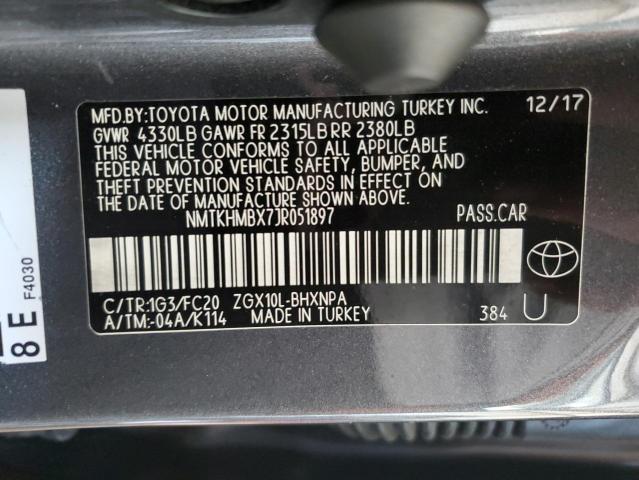 MFD.BY:TOYOTA MOTOR MANUFACTURING TURKEY INC. 12/17
GVWR 4330LB GAWR FR 2315LB RR 2380LB
THIS VEHICLE CONFORMS TO ALL APPLICABLE
FEDERAL MOTOR VEHICLE SAFETY, BUMPER, AND
THEFT PREVENTION STANDARDS IN EFFECT ON
THE DATE OF MANUFACTURE SHOWN ABOVE.
NMTKHMBX7JR051897 PASS.CAR
C/TR:1G3/FC20 ZGX10L-BHXNPA
A/TM:-04A/K114 MADE IN TURKEY 384 U
8 E F4030